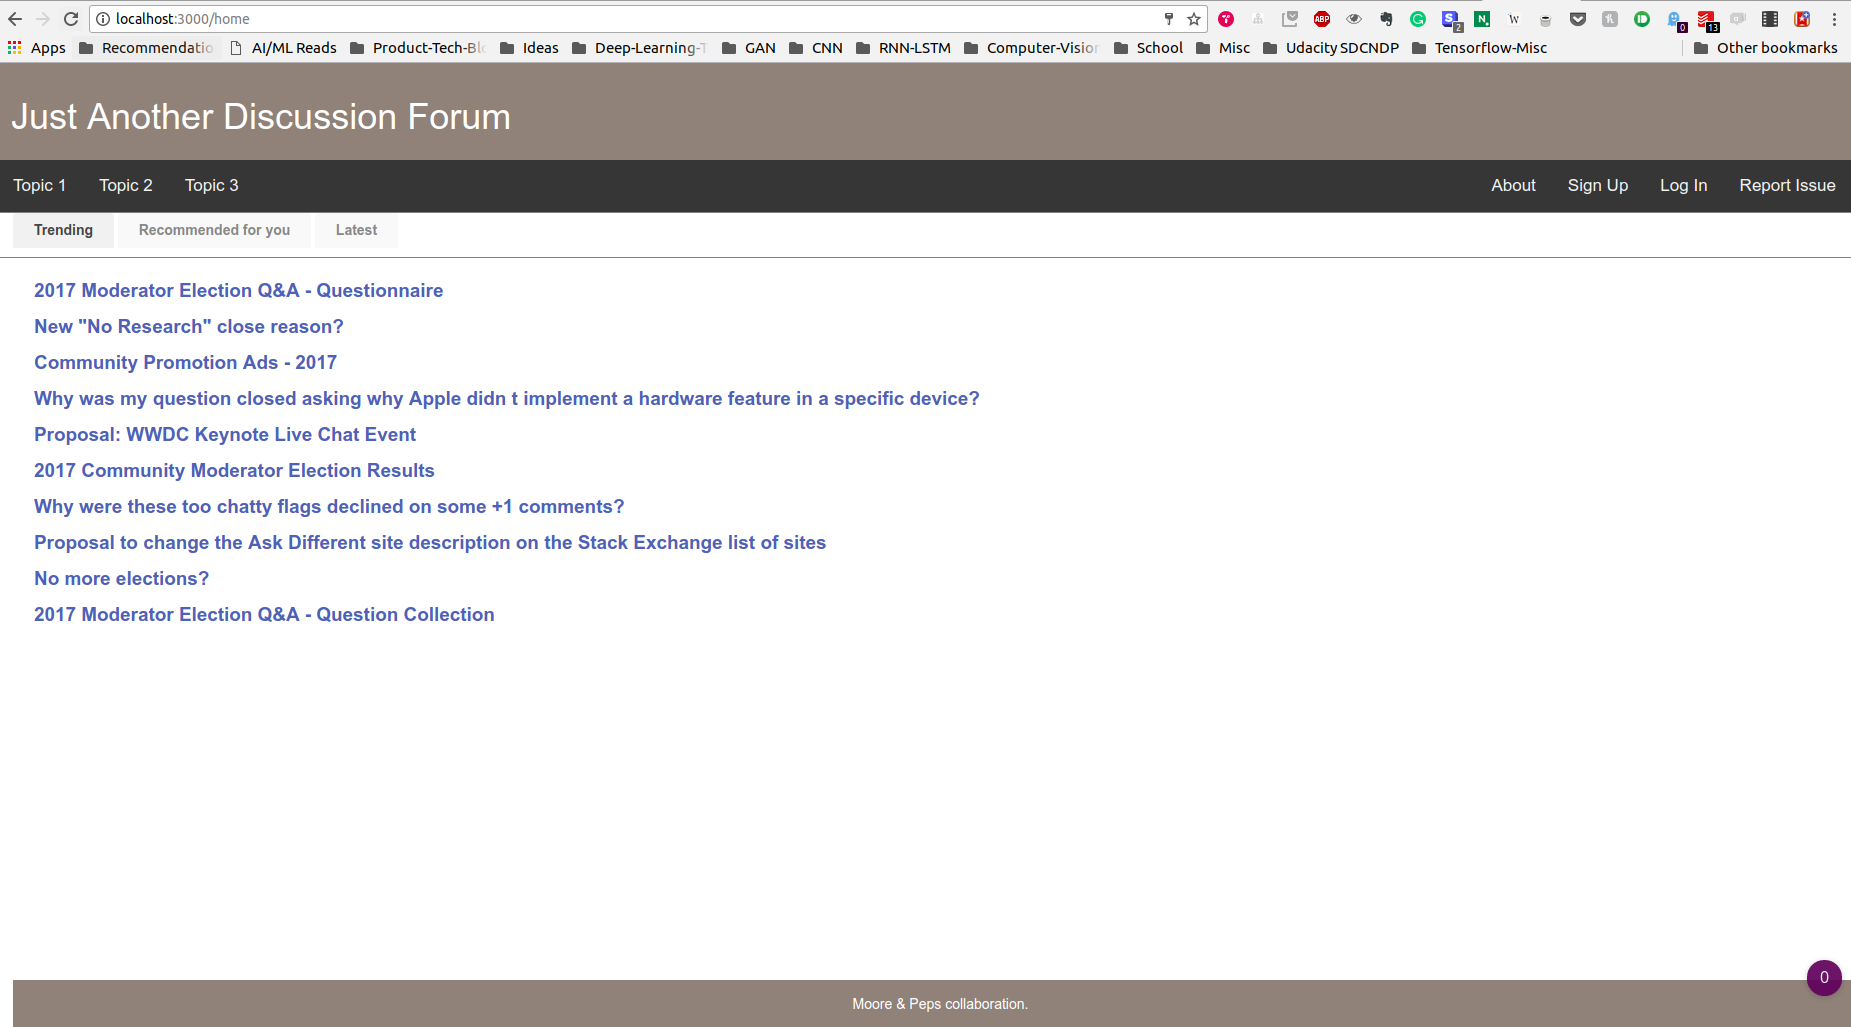 localhost:3000/home
ABP
S 2
N.
W
0
13
Apps Recommendatio AI/ML Reads Product-Tech-Blo Ideas Deep-Learning-T GAN CNN RNN-LSTM Computer-Vision School Misc Udacity SDCNDP Tensorflow-Misc Other bookmarks
Just Another Discussion Forum
Topic 1 Topic 2 Topic 3 About Sign Up Log In Report Issue
Trending Recommended for you Latest
2017 Moderator Election Q&A - Questionnaire
New "No Research" close reason?
Community Promotion Ads - 2017
Why was my question closed asking why Apple didn t implement a hardware feature in a specific device?
Proposal: WWDC Keynote Live Chat Event
2017 Community Moderator Election Results
Why were these too chatty flags declined on some +1 comments?
Proposal to change the Ask Different site description on the Stack Exchange list of sites
No more elections?
2017 Moderator Election Q&A - Question Collection
0
Moore & Peps collaboration.